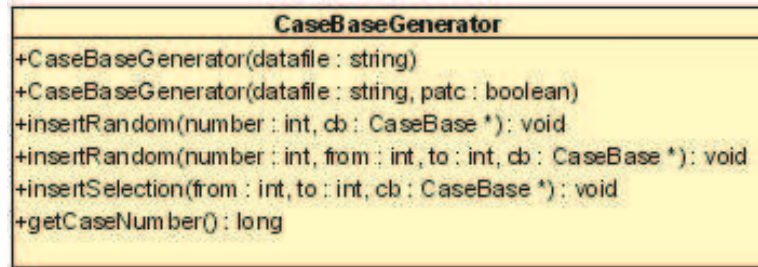 CaseBaseGenerator
+CaseBaseGenerator(datafile : string)
+CaseBaseGenerator(datafile : string, patc : boolean)
+insertRandom(number : int, cb : CaseBase *) : void
+insertRandom(number : int, from : int, to : int, cb : CaseBase *) : void
+insertSelection(from : int, to : int, cb : CaseBase *) : void
+getCaseNumber() : long